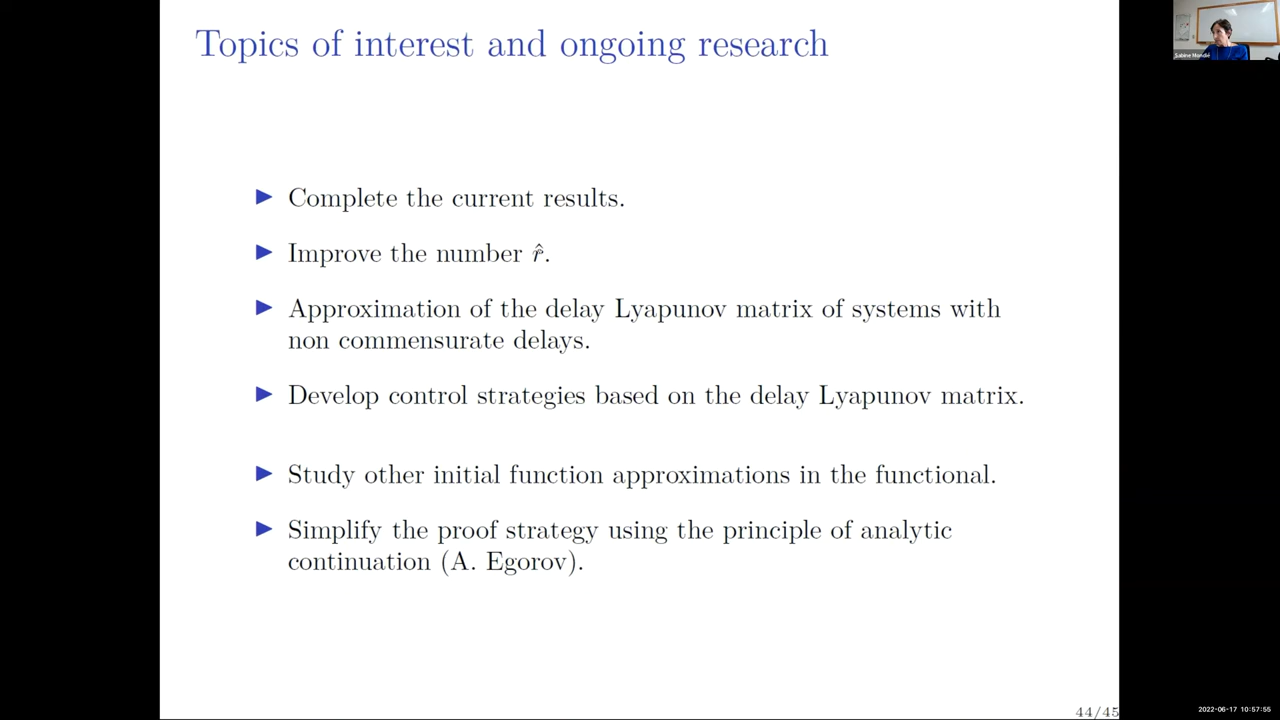 Topics of interest and ongoing research
Sabine Mondié
▶ Complete the current results.
▶ Improve the number r̂.
▶ Approximation of the delay Lyapunov matrix of systems with
non commensurate delays.
▶ Develop control strategies based on the delay Lyapunov matrix.
▶ Study other initial function approximations in the functional.
▶ Simplify the proof strategy using the principle of analytic
continuation (A. Egorov).
44/45
2022-06-17 10:57:55